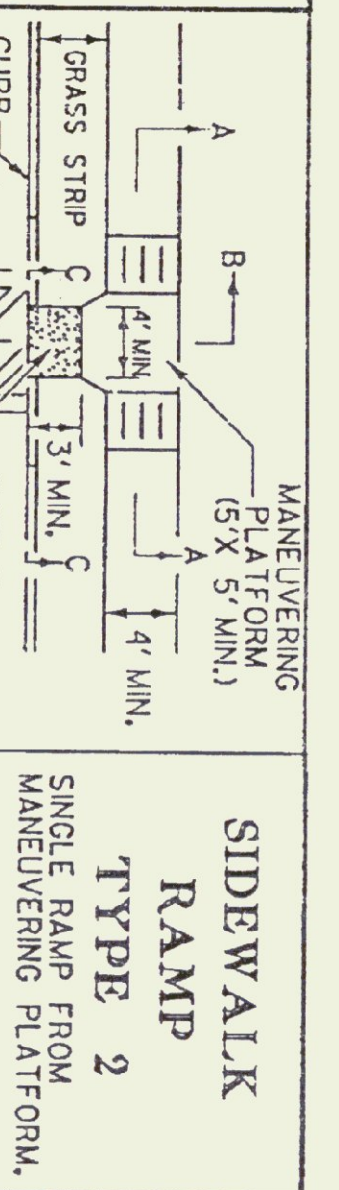 MANEUVERING
PLATFORM
(5'X 5' MIN.)
B
A
A
4' MIN.
4' MIN.
GRASS STRIP
C
C
3' MIN.
CURB
SIDEWALK
RAMP
TYPE 2
SINGLE RAMP FROM
MANEUVERING PLATFORM.